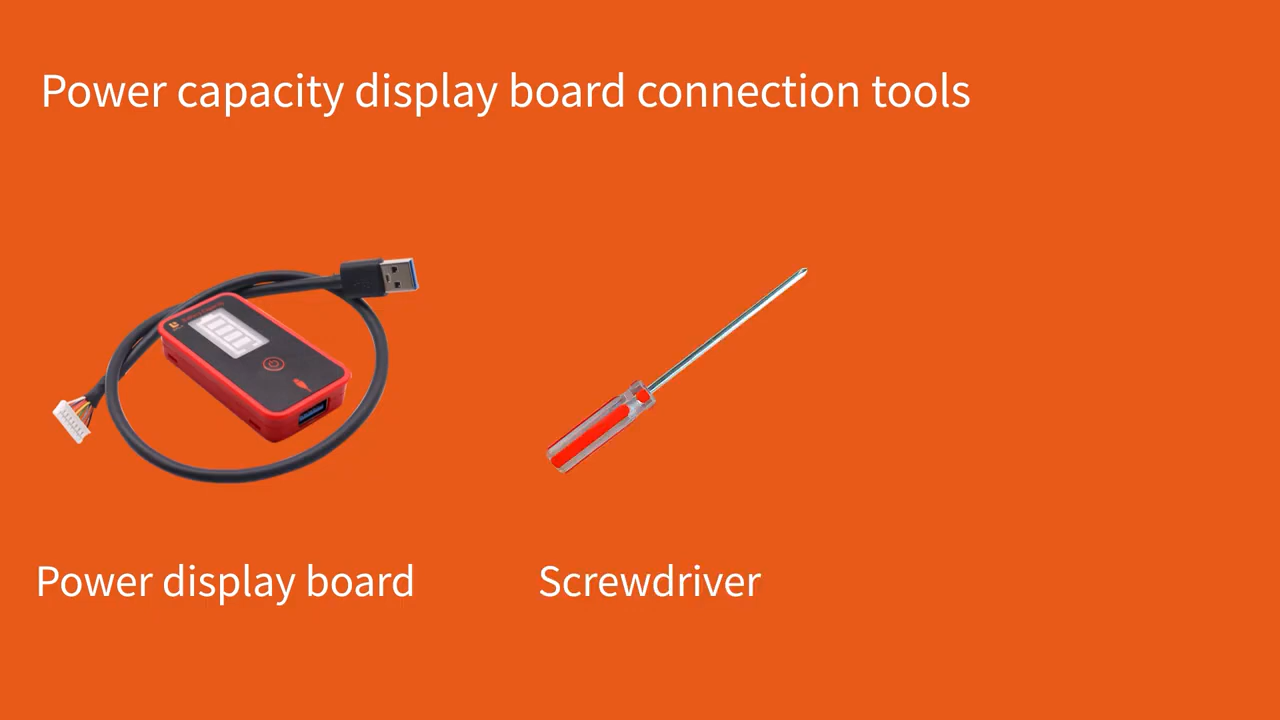 Power capacity display board connection tools
Power display board
Screwdriver